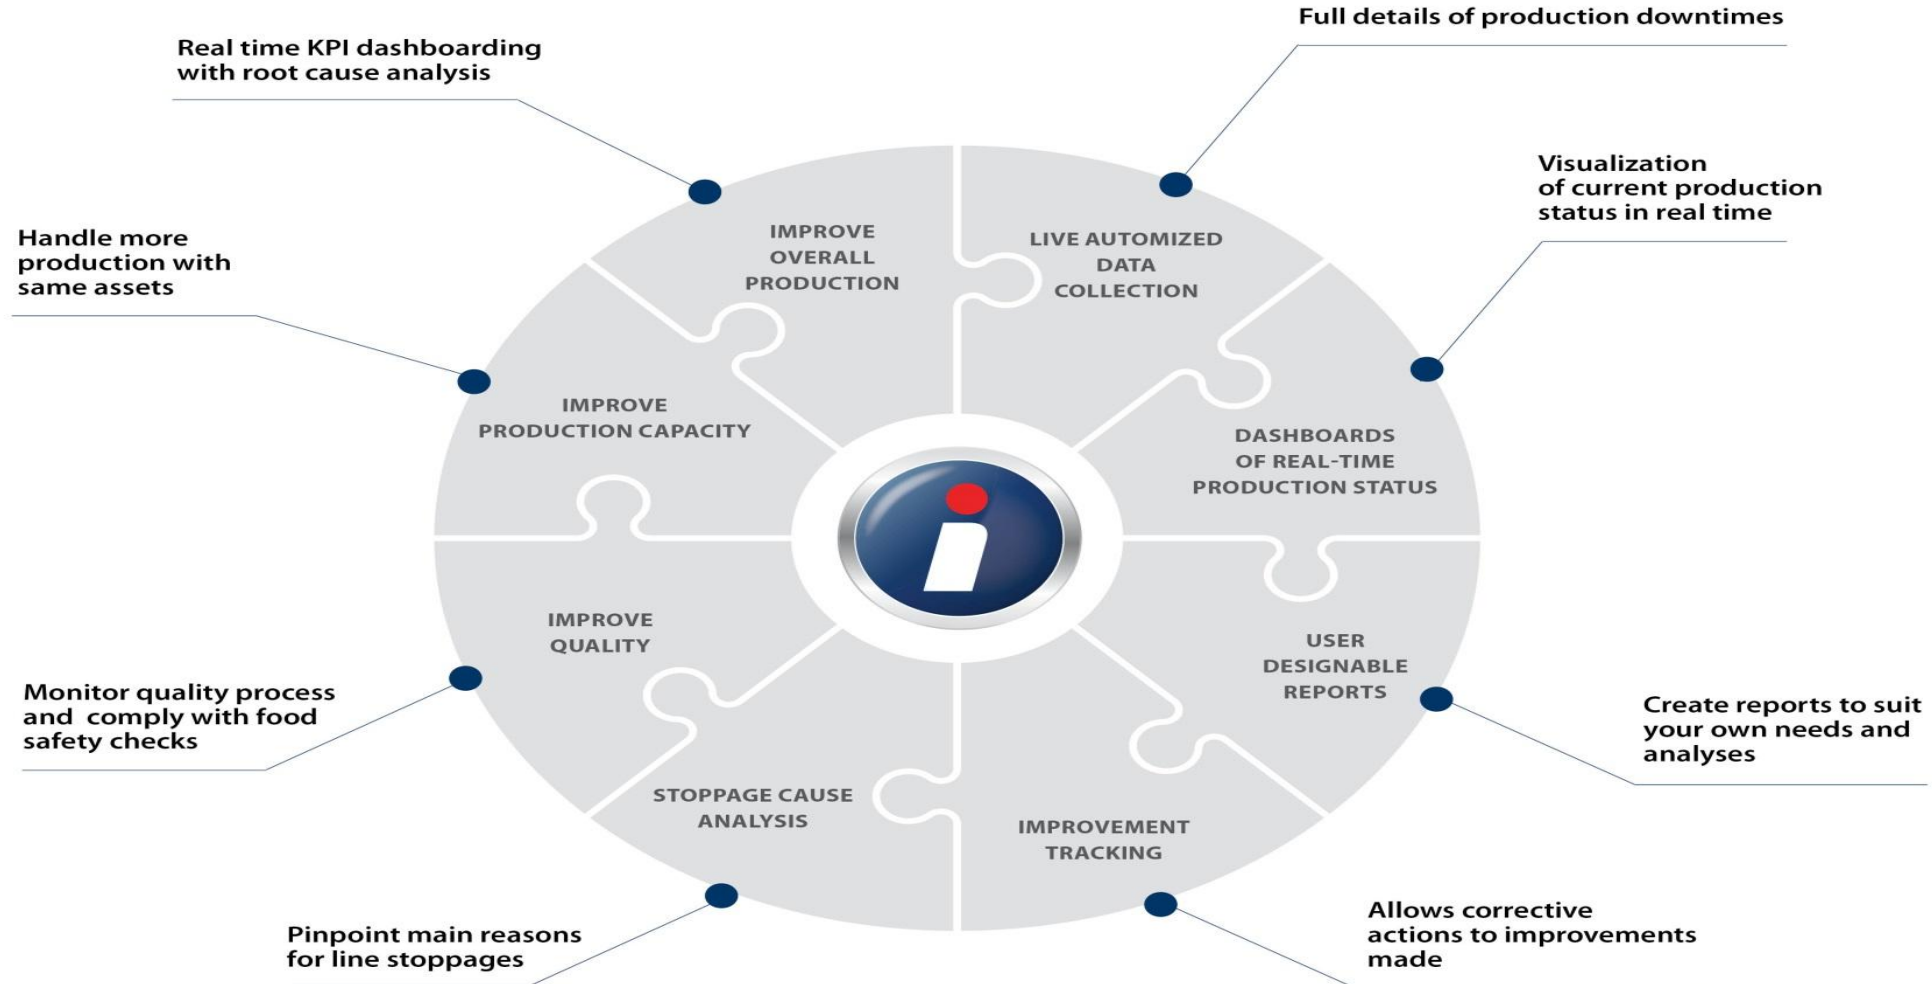 Full details of production downtimes
Real time KPI dashboarding
with root cause analysis
Visualization
of current production
status in real time
Handle more
production with
same assets
IMPROVE
OVERALL
PRODUCTION
LIVE AUTOMIZED
DATA
COLLECTION
IMPROVE
PRODUCTION CAPACITY
DASHBOARDS
OF REAL-TIME
PRODUCTION STATUS
i
IMPROVE
QUALITY
USER
DESIGNABLE
REPORTS
Monitor quality process
and comply with food
safety checks
Create reports to suit
your own needs and
analyses
STOPPAGE CAUSE
ANALYSIS
IMPROVEMENT
TRACKING
Pinpoint main reasons
for line stoppages
Allows corrective
actions to improvements
made